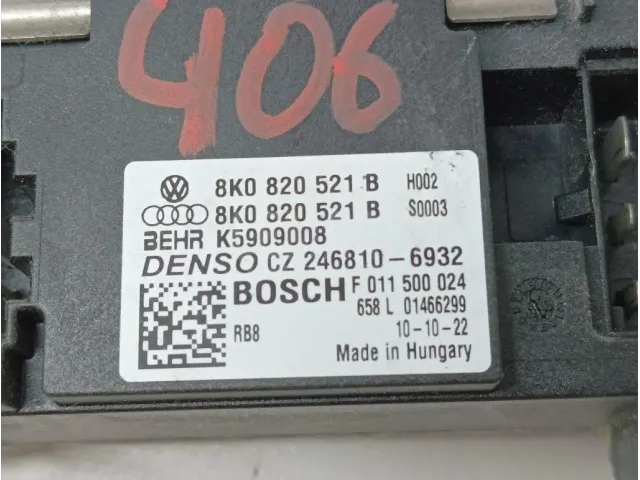 406
8K0 820 521 B H002
8K0 820 521 B S0003
BEHR K5909008
DENSO CZ 246810-6932
BOSCH F 011 500 024
658 L 01466299
RB8 10-10-22
Made in Hungary